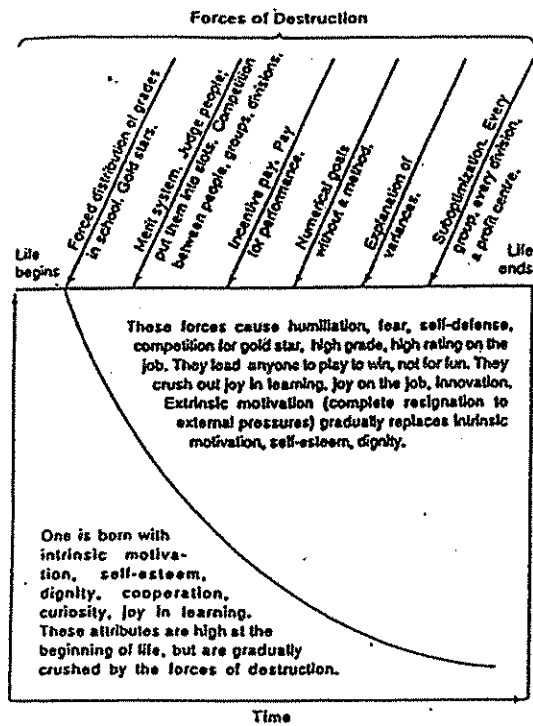 Forces of Destruction
Forced distribution of grades
in school. Gold stars.
Merit system. Judge people;
put them into slots. Competition
between people, groups, divisions.
Incentive pay. Pay
for performance.
Numerical goals
without a method.
Explanation of
variances.
Suboptimization. Every
group, every division,
a profit centre.
Life
begins
Life
ends
These forces cause humiliation, fear, self-defense,
competition for gold star, high grade, high rating on the
job. They lead anyone to play to win, not for fun. They
crush out joy in learning, joy on the job, innovation.
Extrinsic motivation (complete resignation to
external pressures) gradually replaces intrinsic
motivation, self-esteem, dignity.
One is born with
intrinsic motiva-
tion, self-esteem,
dignity, cooperation,
curiosity, joy in learning.
These attributes are high at the
beginning of life, but are gradually
crushed by the forces of destruction.
Time